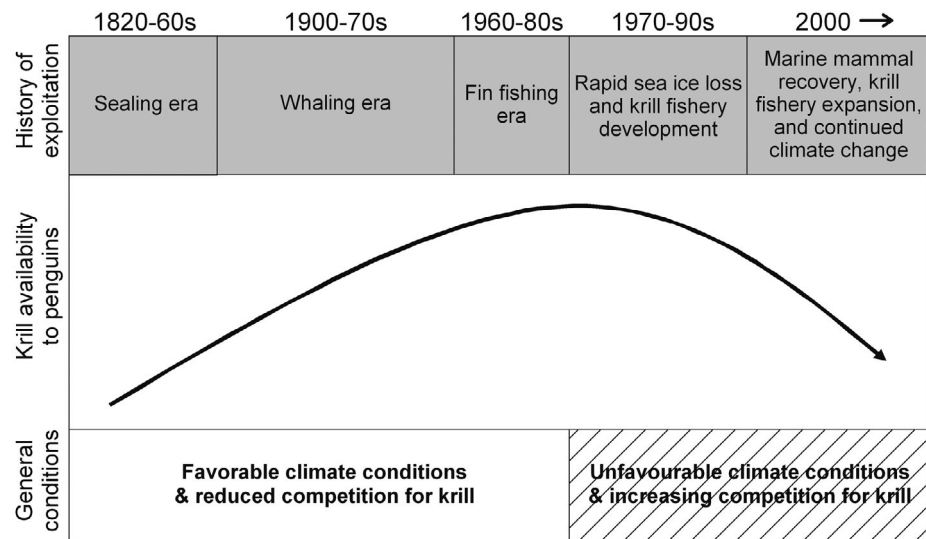 1820-60s
1900-70s
1960-80s
1970-90s
2000
History of
exploitation
Sealing era
Whaling era
Fin fishing
era
Rapid sea ice loss
and krill fishery
development
Marine mammal
recovery, krill
fishery expansion,
and continued
climate change
Krill availability
to penguins
General
conditions
Favorable climate conditions
& reduced competition for krill
Unfavourable climate conditions
& increasing competition for krill